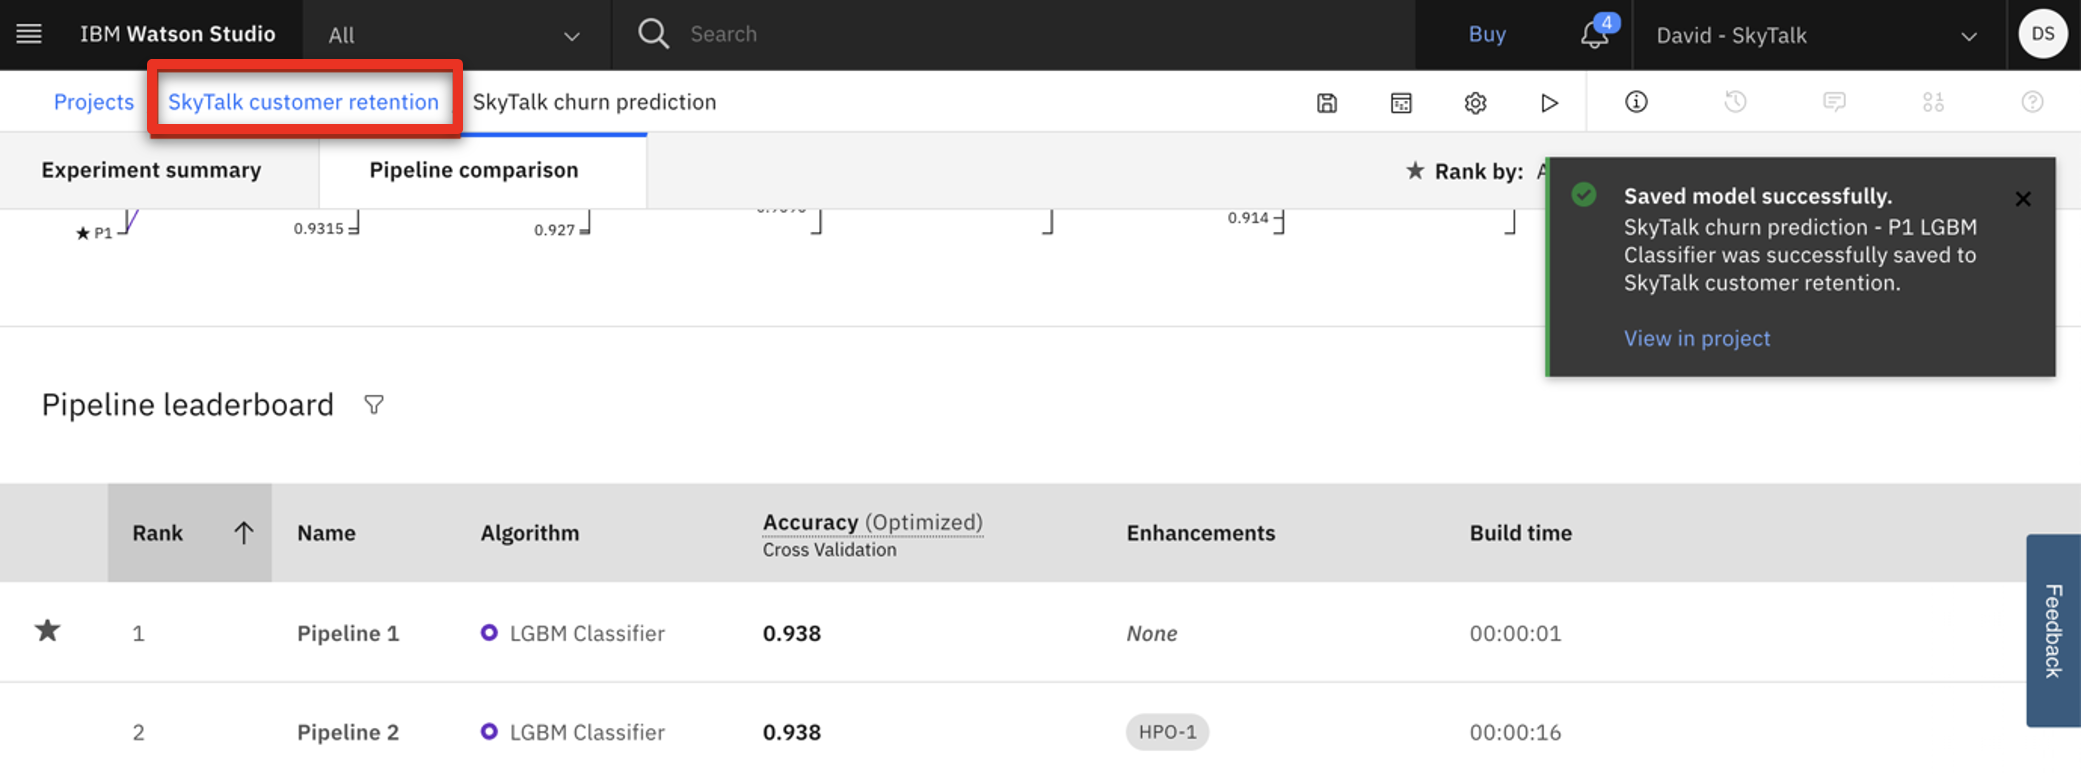 IBM Watson Studio
All
Search
Buy
4
David - SkyTalk
DS
Projects
SkyTalk customer retention
SkyTalk churn prediction
Experiment summary
Pipeline comparison
Rank by:
Saved model successfully.
SkyTalk churn prediction - P1 LGBM
Classifier was successfully saved to
SkyTalk customer retention.
View in project
P1
0.9315
0.927
0.914
Pipeline leaderboard
Rank
Name
Algorithm
Accuracy (Optimized)
Cross Validation
Enhancements
Build time
1
Pipeline 1
LGBM Classifier
0.938
None
00:00:01
2
Pipeline 2
LGBM Classifier
0.938
HPO-1
00:00:16
Feedback